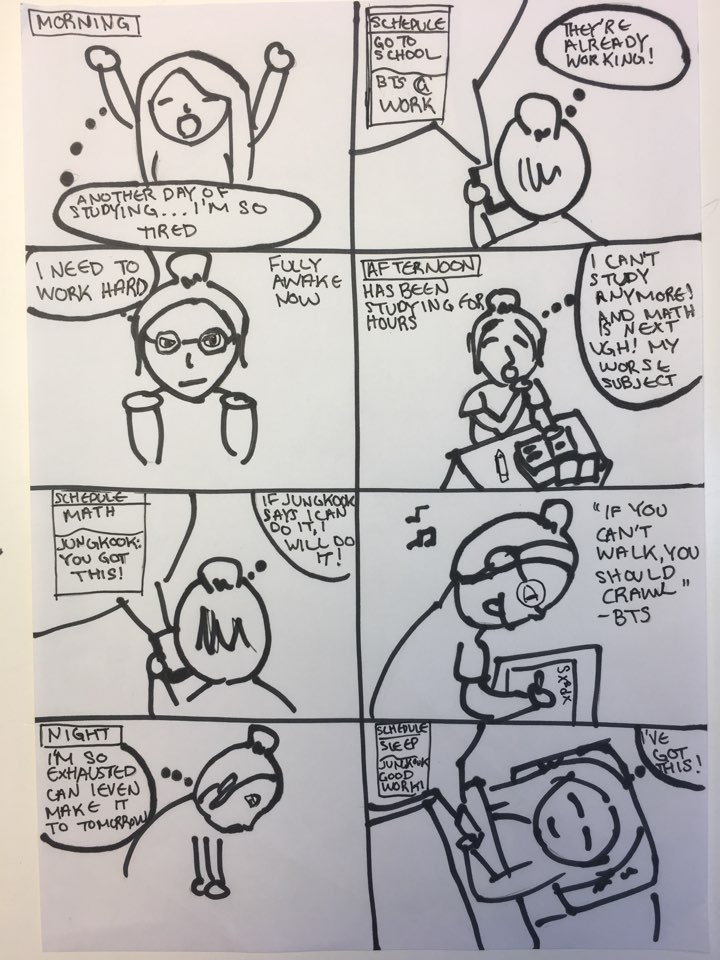 MORNING
ANOTHER DAY OF
STUDYING... I'M SO
TIRED
SCHEDULE
GO TO
SCHOOL
BTS @
WORK
THEY'RE
ALREADY
WORKING!
I NEED TO
WORK HARD
FULLY
AWAKE
NOW
AFTERNOON
HAS BEEN
STUDYING FOR
HOURS
I CAN'T
STUDY
ANYMORE!
AND MATH
IS NEXT
UGH! MY
WORSE
SUBJECT
SCHEDULE
MATH
JUNGKOOK:
YOU GOT
THIS!
IF JUNGKOOK
SAYS I CAN
DO IT, I
WILL DO
IT!
"IF YOU
CAN'T
WALK, YOU
SHOULD
CRAWL"
-BTS
NIGHT
I'M SO
EXHAUSTED
CAN I EVEN
MAKE IT
TO TOMORROW
SCHEDULE
SLEEP
JUNGKOOK
GOOD
WORK!
I'VE
GOT
THIS!